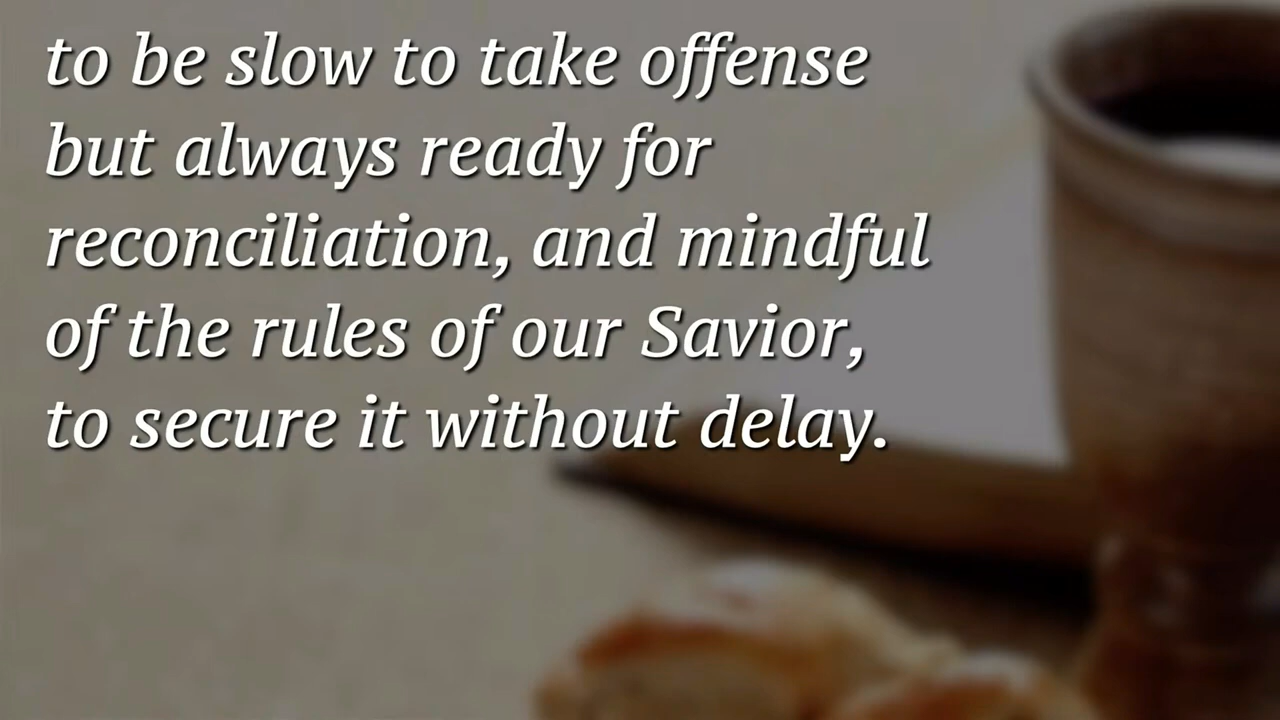 to be slow to take offense
but always ready for
reconciliation, and mindful
of the rules of our Savior,
to secure it without delay.